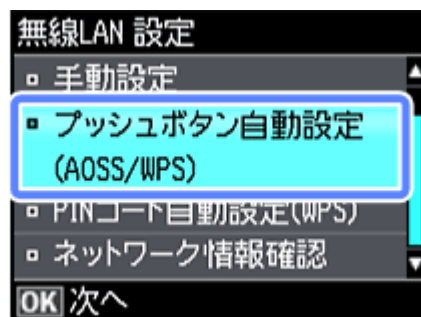 無線LAN 設定
手動設定
プッシュボタン自動設定
(AOSS/WPS)
PINコード自動設定(WPS)
ネットワーク情報確認
OK 次へ